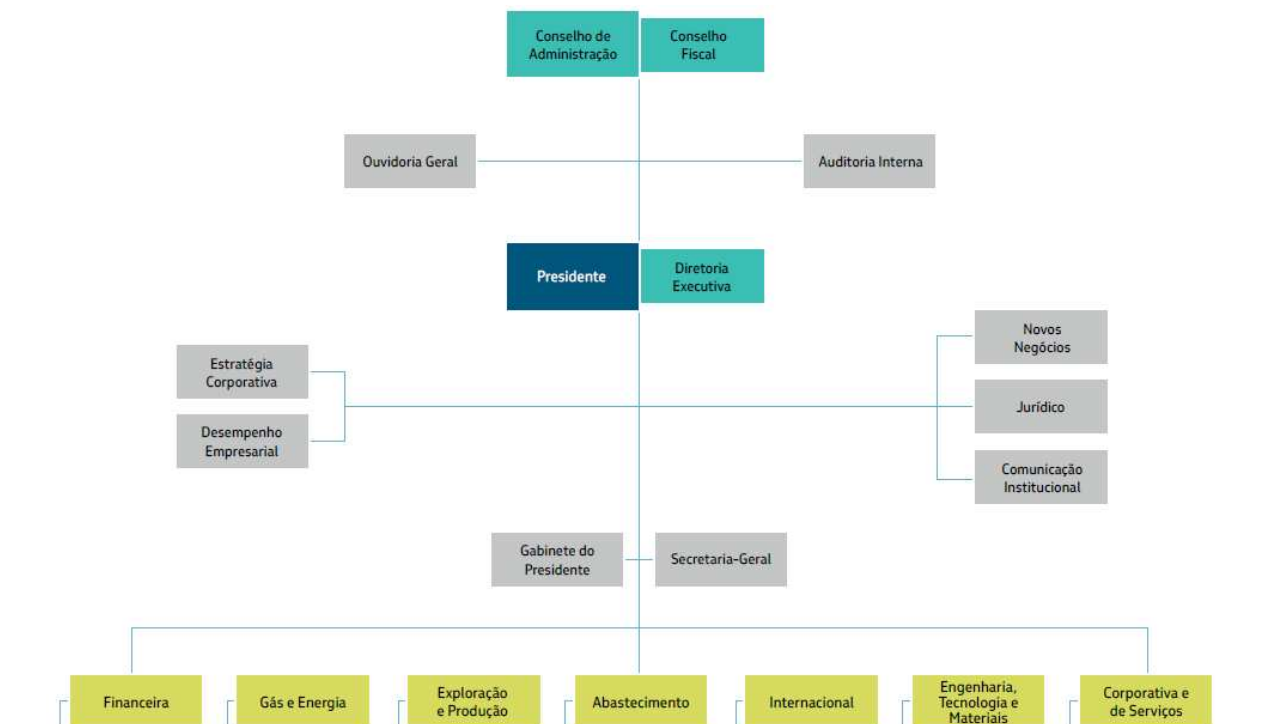 Conselho de
Administração
Conselho
Fiscal
Ouvidoria Geral
Auditoria Interna
Presidente
Diretoria
Executiva
Novos
Negócios
Estratégia
Corporativa
Jurídico
Desempenho
Empresarial
Comunicação
Institucional
Gabinete do
Presidente
Secretaria-Geral
Financeira
Gás e Energia
Exploração
e Produção
Abastecimento
Internacional
Engenharia,
Tecnologia e
Materiais
Corporativa e
de Serviços